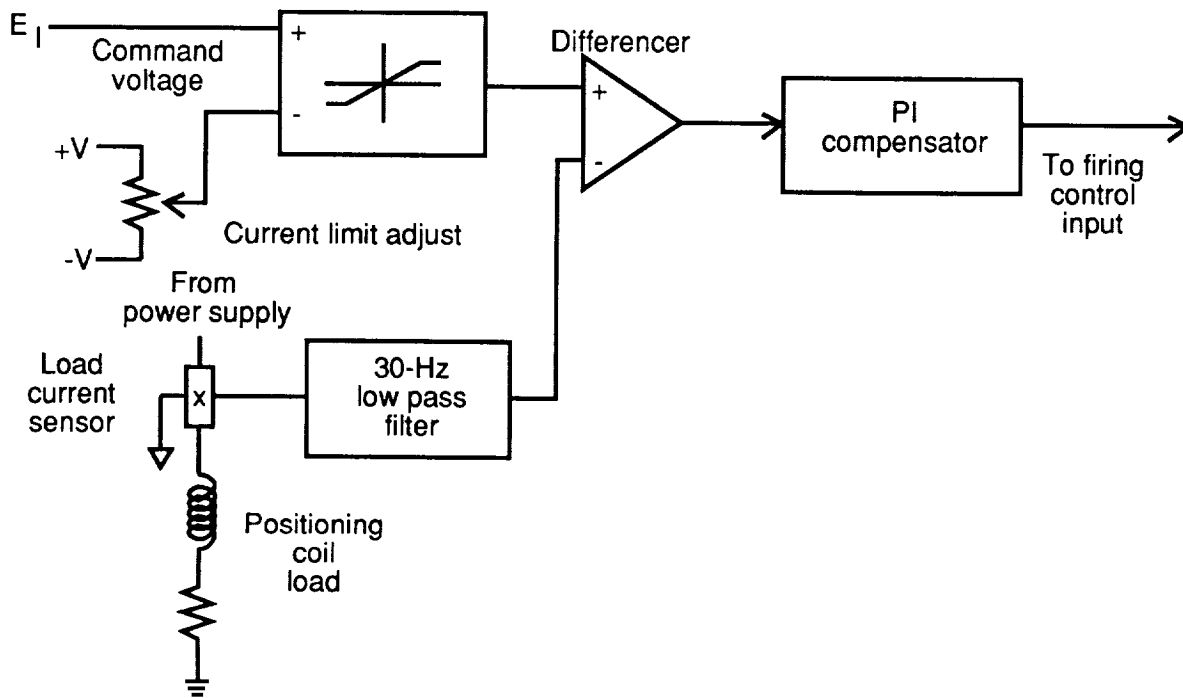 E I
Command
voltage
+
-
Differencer
+
-
PI
compensator
To firing
control
input
+V
-V
Current limit adjust
From
power supply
Load
current
sensor
x
30-Hz
low pass
filter
Positioning
coil
load